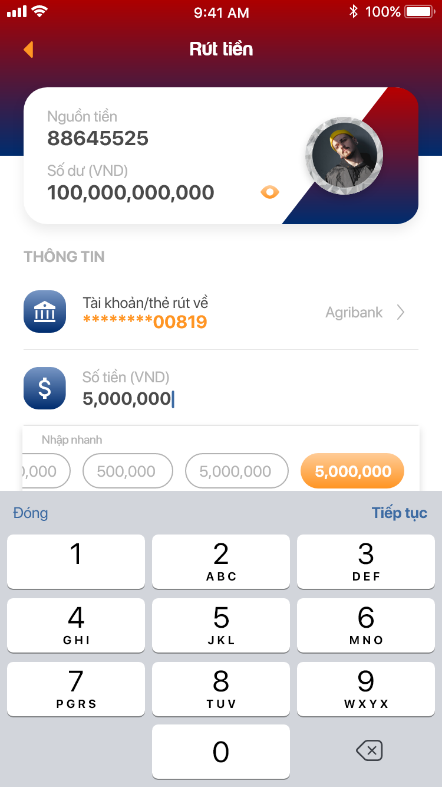 9:41 AM 100%
Rút tiền
Nguồn tiền
88645525
Số dư (VND)
100,000,000,000
THÔNG TIN
Tài khoản/thẻ rút về
********00819
Agribank
Số tiền (VND)
5,000,000
Nhập nhanh
0,000 500,000 5,000,000 5,000,000
Đóng Tiếp tục
1 2 3
ABC DEF
4 5 6
GHI JKL MNO
7 8 9
PGRS TUV WXYX
0